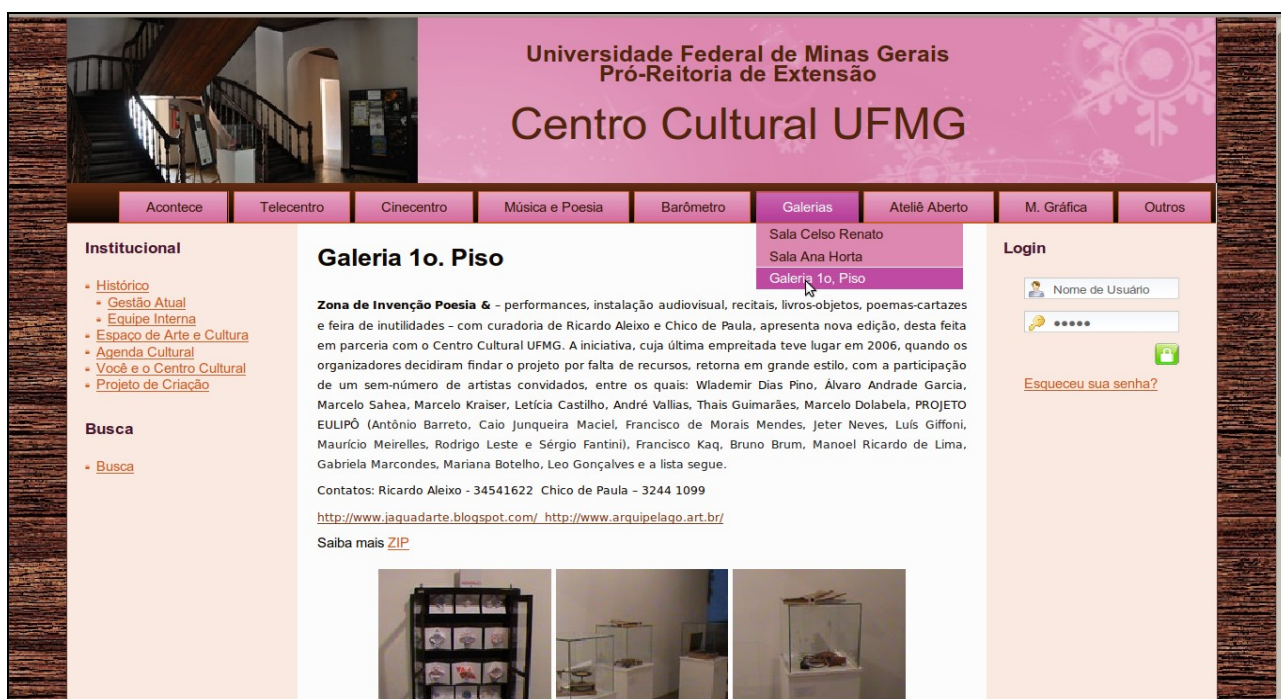 Universidade Federal de Minas Gerais
Pró-Reitoria de Extensão
Centro Cultural UFMG
Acontece Telecentro Cinecentro Música e Poesia Barômetro Galerias Ateliê Aberto M. Gráfica Outros
Sala Celso Renato
Sala Ana Horta
Galeria 1o, Piso
Institucional
Histórico
Gestão Atual
Equipe Interna
Espaço de Arte e Cultura
Agenda Cultural
Você e o Centro Cultural
Projeto de Criação
Busca
Busca
Galeria 1o. Piso
Zona de Invenção Poesia & – performances, instalação audiovisual, recitais, livros-objetos, poemas-cartazes
e feira de inutilidades – com curadoria de Ricardo Aleixo e Chico de Paula, apresenta nova edição, desta feita
em parceria com o Centro Cultural UFMG. A iniciativa, cuja última empreitada teve lugar em 2006, quando os
organizadores decidiram findar o projeto por falta de recursos, retorna em grande estilo, com a participação
de um sem-número de artistas convidados, entre os quais: Wlademir Dias Pino, Álvaro Andrade Garcia,
Marcelo Sahea, Marcelo Kraiser, Letícia Castilho, André Vallias, Thais Guimarães, Marcelo Dolabela, PROJETO
EULIPÔ (Antônio Barreto, Caio Junqueira Maciel, Francisco de Morais Mendes, Jeter Neves, Luís Giffoni,
Maurício Meirelles, Rodrigo Leste e Sérgio Fantini), Francisco Kaq, Bruno Brum, Manoel Ricardo de Lima,
Gabriela Marcondes, Mariana Botelho, Leo Gonçalves e a lista segue.
Contatos: Ricardo Aleixo - 34541622 Chico de Paula – 3244 1099
http://www.jaguadarte.blogspot.com/ http://www.arquipelago.art.br/
Saiba mais ZIP
Login
Nome de Usuário
Esqueceu sua senha?